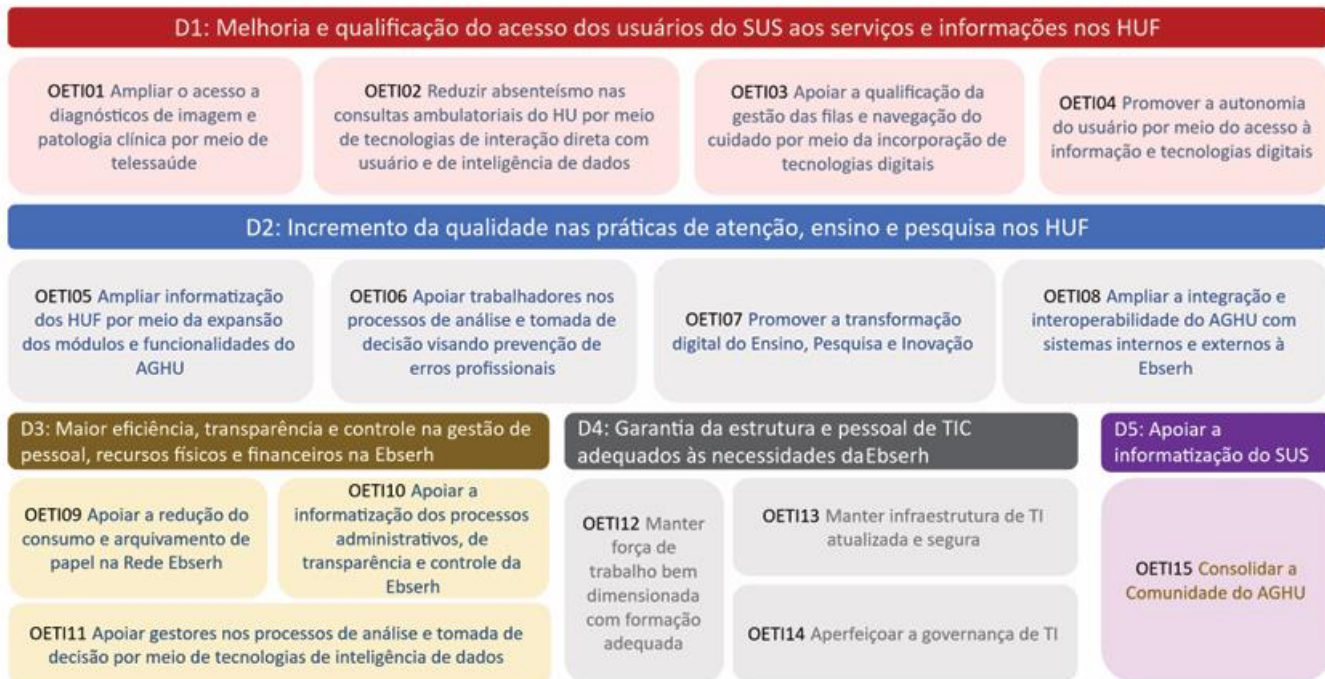 D1: Melhoria e qualificação do acesso dos usuários do SUS aos serviços e informações nos HUF
OETI01 Ampliar o acesso a
diagnósticos de imagem e
patologia clínica por meio de
telessaúde
OETI02 Reduzir absenteísmo nas
consultas ambulatoriais do HU por meio
de tecnologias de interação direta com
usuário e de inteligência de dados
OETI03 Apoiar a qualificação da
gestão das filas e navegação do
cuidado por meio da incorporação de
tecnologias digitais
OETI04 Promover a autonomia
do usuário por meio do acesso à
informação e tecnologias digitais
D2: Incremento da qualidade nas práticas de atenção, ensino e pesquisa nos HUF
OETI05 Ampliar informatização
dos HUF por meio da expansão
dos módulos e funcionalidades do
AGHU
OETI06 Apoiar trabalhadores nos
processos de análise e tomada de
decisão visando prevenção de
erros profissionais
OETI07 Promover a transformação
digital do Ensino, Pesquisa e Inovação
OETI08 Ampliar a integração e
interoperabilidade do AGHU com
sistemas internos e externos à
Ebserh
D3: Maior eficiência, transparência e controle na gestão de
pessoal, recursos físicos e financeiros na Ebserh
OETI09 Apoiar a redução do
consumo e arquivamento de
papel na Rede Ebserh
OETI10 Apoiar a
informatização dos processos
administrativos, de
transparência e controle da
Ebserh
OETI11 Apoiar gestores nos processos de análise e tomada de
decisão por meio de tecnologias de inteligência de dados
D4: Garantia da estrutura e pessoal de TIC
adequados às necessidades da Ebserh
OETI12 Manter
força de
trabalho bem
dimensionada
com formação
adequada
OETI13 Manter infraestrutura de TI
atualizada e segura
OETI14 Aperfeiçoar a governança de TI
D5: Apoiar a
informatização do SUS
OETI15 Consolidar a
Comunidade do AGHU